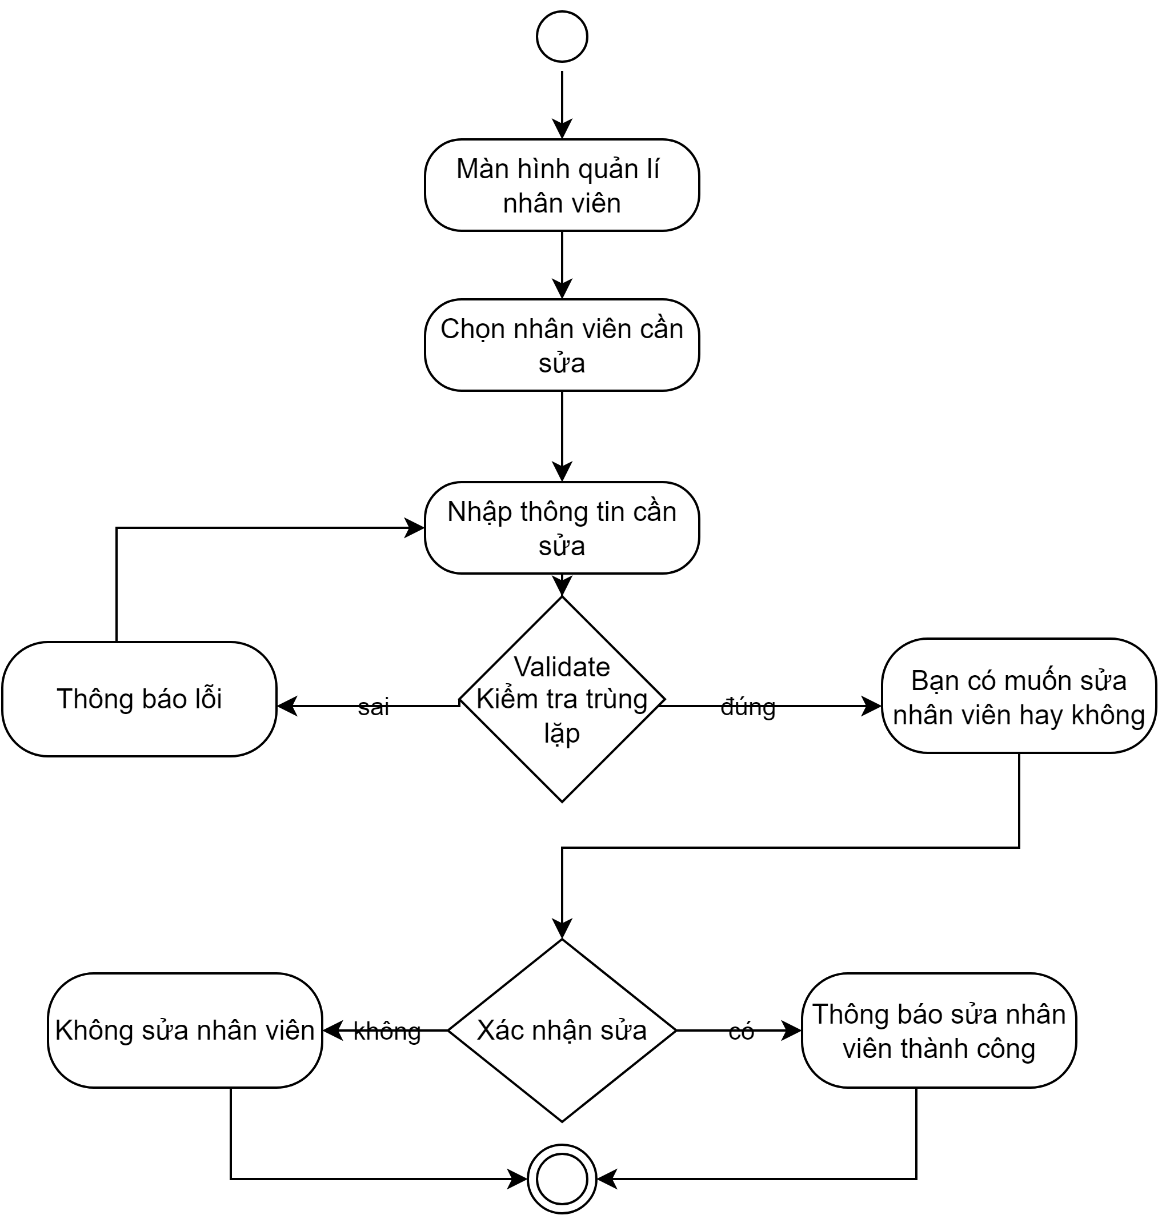 Màn hình quản lí
nhân viên
Chọn nhân viên cần
sửa
Nhập thông tin cần
sửa
Thông báo lỗi
sai
Validate
Kiểm tra trùng
lặp
đúng
Bạn có muốn sửa
nhân viên hay không
Không sửa nhân viên
không
Xác nhận sửa
có
Thông báo sửa nhân
viên thành công